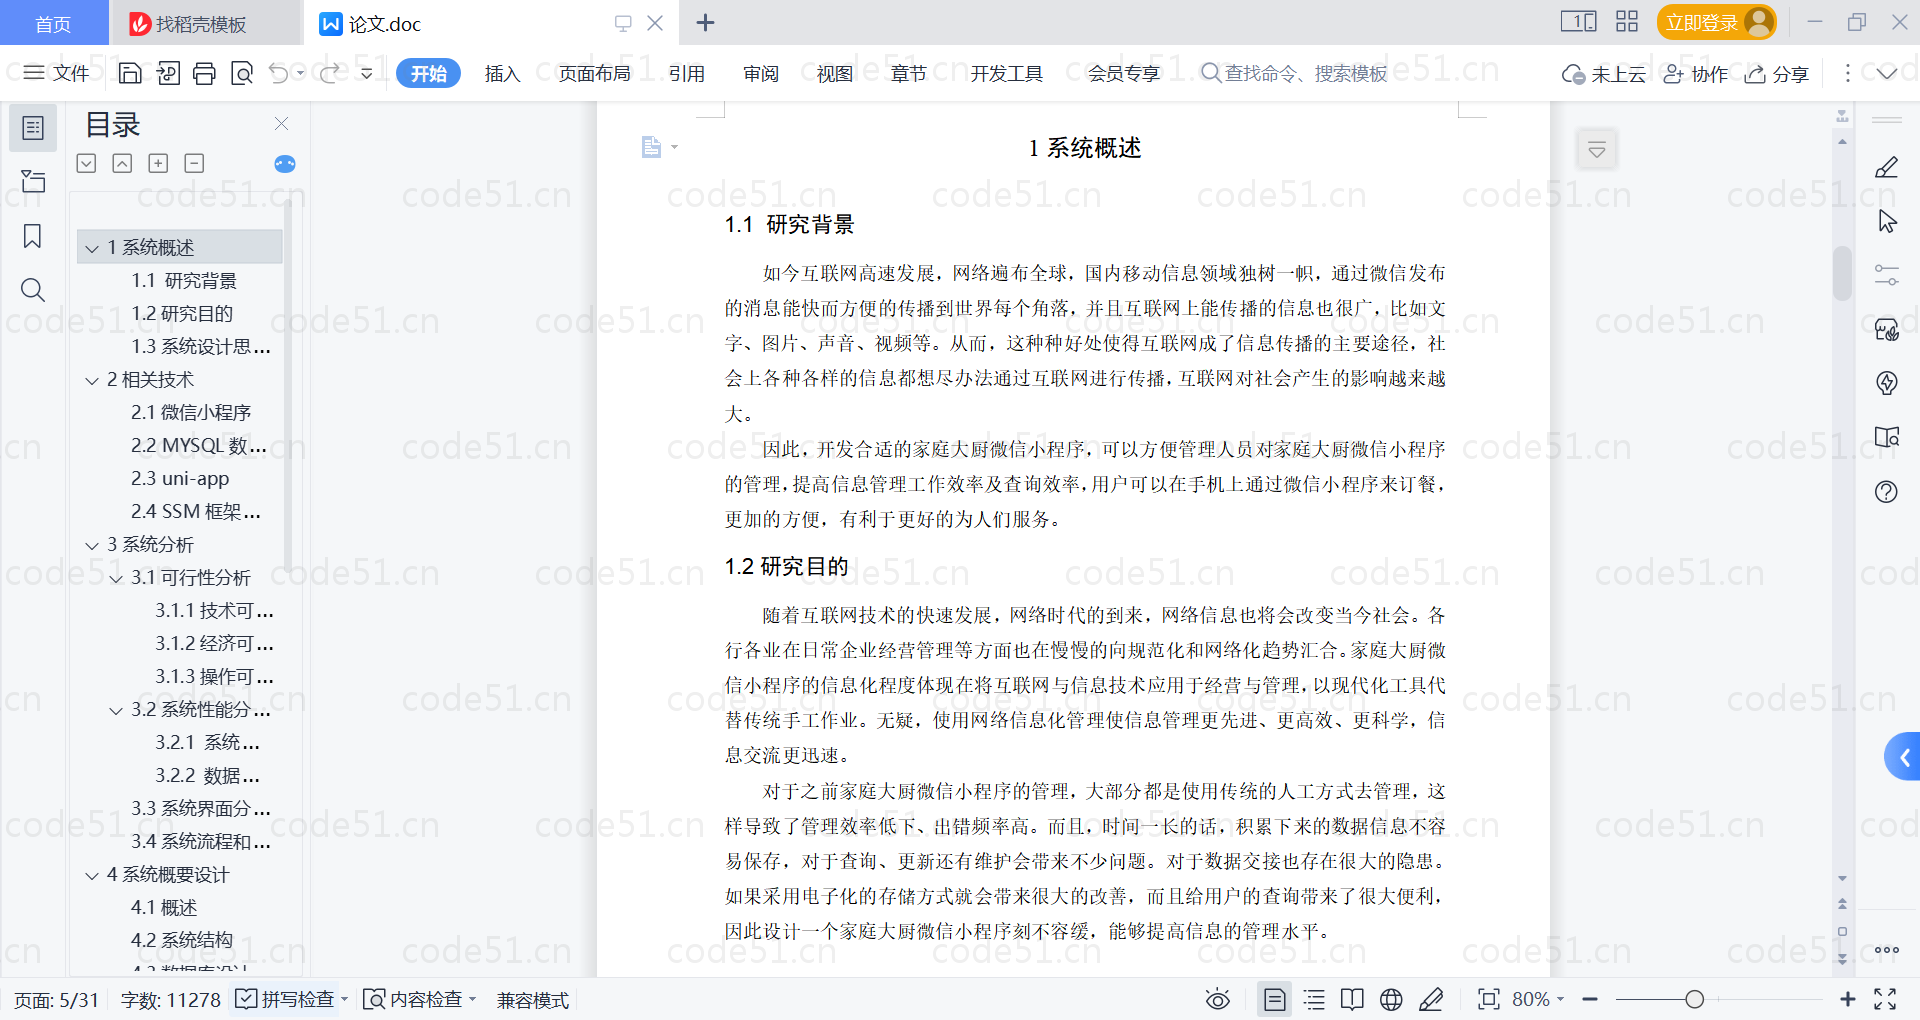 首页
找稻壳模板
论文.doc
立即登录
文件
开始
插入
页面布局
引用
审阅
视图
章节
开发工具
会员专享
查找命令、搜索模板
未上云
协作
分享
目录
1 系统概述
1.1 研究背景
1.2 研究目的
1.3 系统设计思...
2 相关技术
2.1 微信小程序
2.2 MYSQL 数...
2.3 uni-app
2.4 SSM 框架...
3 系统分析
3.1 可行性分析
3.1.1 技术可...
3.1.2 经济可...
3.1.3 操作可...
3.2 系统性能分...
3.2.1 系统...
3.2.2 数据...
3.3 系统界面分...
3.4 系统流程和...
4 系统概要设计
4.1 概述
4.2 系统结构
4.3 数据库设计
1 系统概述
1.1 研究背景
如今互联网高速发展，网络遍布全球，国内移动信息领域独树一帜，通过微信发布
的消息能快而方便的传播到世界每个角落，并且互联网上能传播的信息也很广，比如文
字、图片、声音、视频等。从而，这种种好处使得互联网成了信息传播的主要途径，社
会上各种各样的信息都想尽办法通过互联网进行传播，互联网对社会产生的影响越来越
大。
因此，开发合适的家庭大厨微信小程序，可以方便管理人员对家庭大厨微信小程序
的管理，提高信息管理工作效率及查询效率，用户可以在手机上通过微信小程序来订餐，
更加的方便，有利于更好的为人们服务。
1.2 研究目的
随着互联网技术的快速发展，网络时代的到来，网络信息也将会改变当今社会。各
行各业在日常企业经营管理等方面也在慢慢的向规范化和网络化趋势汇合。家庭大厨微
信小程序的信息化程度体现在将互联网与信息技术应用于经营与管理，以现代化工具代
替传统手工作业。无疑，使用网络信息化管理使信息管理更先进、更高效、更科学，信
息交流更迅速。
对于之前家庭大厨微信小程序的管理，大部分都是使用传统的人工方式去管理，这
样导致了管理效率低下、出错频率高。而且，时间一长的话，积累下来的数据信息不容
易保存，对于查询、更新还有维护会带来不少问题。对于数据交接也存在很大的隐患。
如果采用电子化的存储方式就会带来很大的改善，而且给用户的查询带来了很大便利，
因此设计一个家庭大厨微信小程序刻不容缓，能够提高信息的管理水平。
页面: 5/31
字数: 11278
拼写检查
内容检查
兼容模式
80%
code51.cn